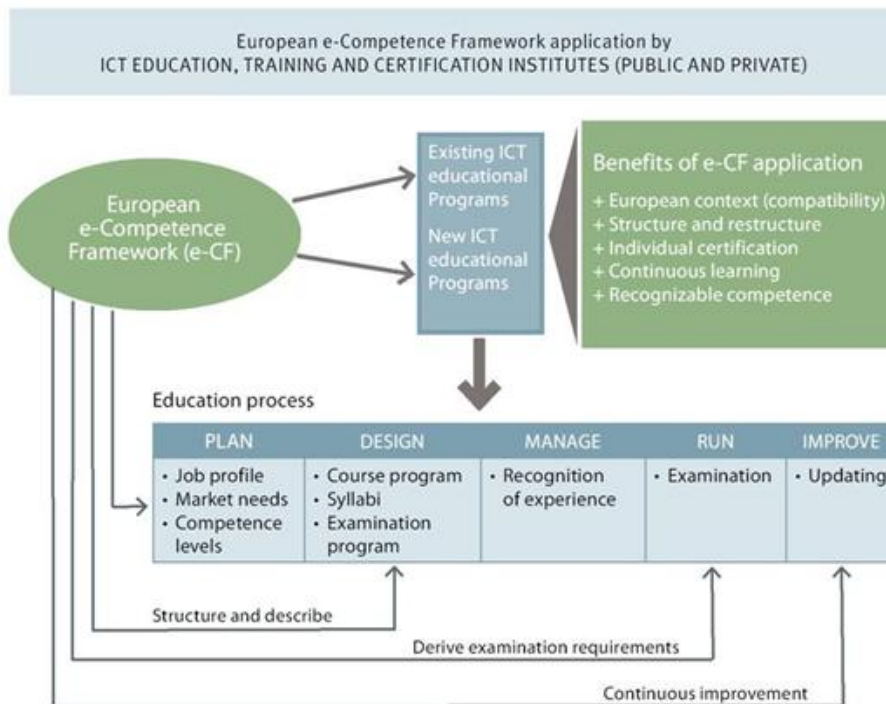 European e-Competence Framework application by
ICT EDUCATION, TRAINING AND CERTIFICATION INSTITUTES (PUBLIC AND PRIVATE)
European
e-Competence
Framework (e-CF)
Existing ICT
educational
Programs
New ICT
educational
Programs
Benefits of e-CF application
+ European context (compatibility)
+ Structure and restructure
+ Individual certification
+ Continuous learning
+ Recognizable competence
Education process
PLAN
• Job profile
• Market needs
• Competence
levels
DESIGN
• Course program
• Syllabi
• Examination
program
MANAGE
• Recognition
of experience
RUN
• Examination
IMPROVE
• Updating
Structure and describe
Derive examination requirements
Continuous improvement